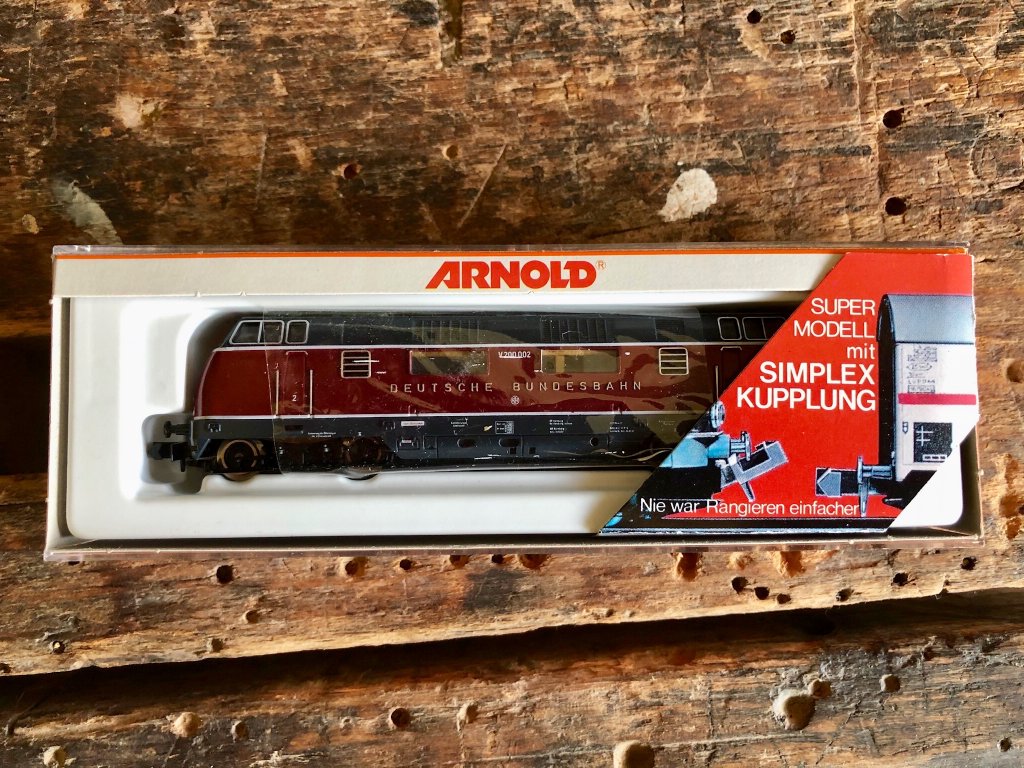 ARNOLD®
SUPER
MODELL
mit
SIMPLEX
KUPPLUNG
V 200 002
DEUTSCHE BUNDESBAHN
2
Nie war Rangieren einfacher